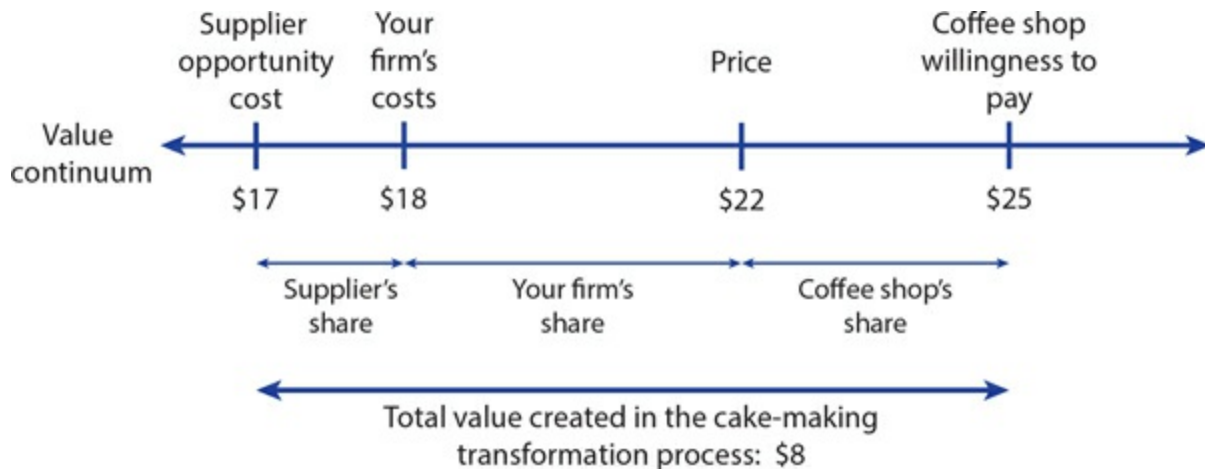 Supplier
opportunity
cost
Your
firm's
costs
Price
Coffee shop
willingness to
pay
Value
continuum
$17
$18
$22
$25
Supplier's
share
Your firm's
share
Coffee shop's
share
Total value created in the cake-making
transformation process:  $8